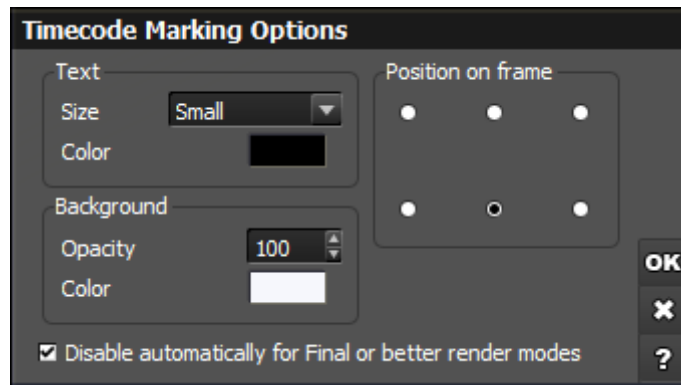 Timecode Marking Options
Text
Size Small
Color
Position on frame
Background
Opacity 100
Color
OK
Disable automatically for Final or better render modes
?